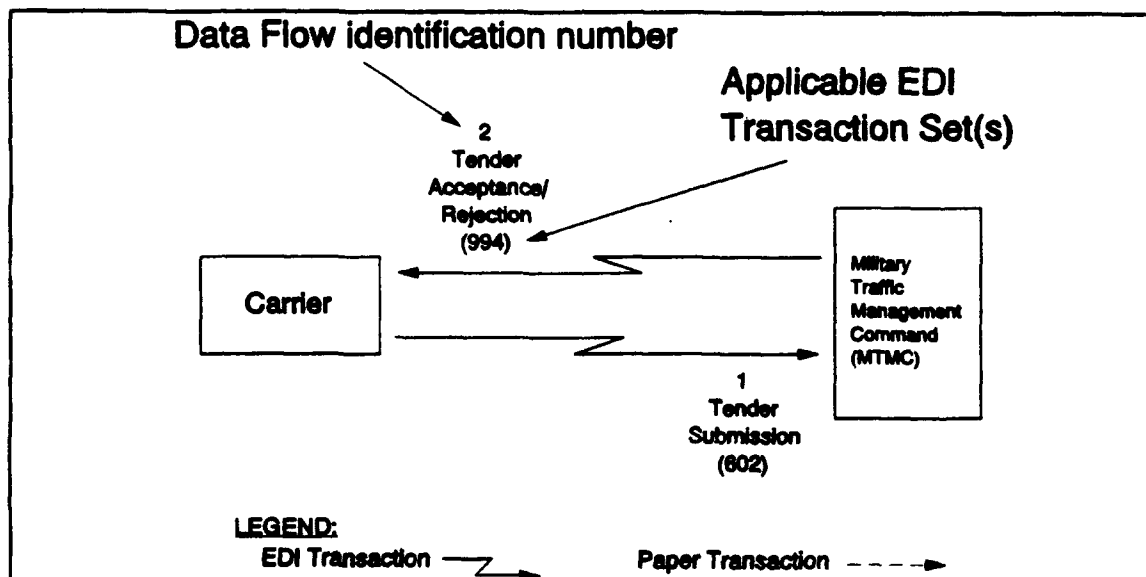 Data Flow identification number
Applicable EDI
Transaction Set(s)
2
Tender
Acceptance/
Rejection
(994)
Carrier
Military
Traffic
Management
Command
(MTMC)
1
Tender
Submission
(602)
LEGEND:
EDI Transaction
Paper Transaction